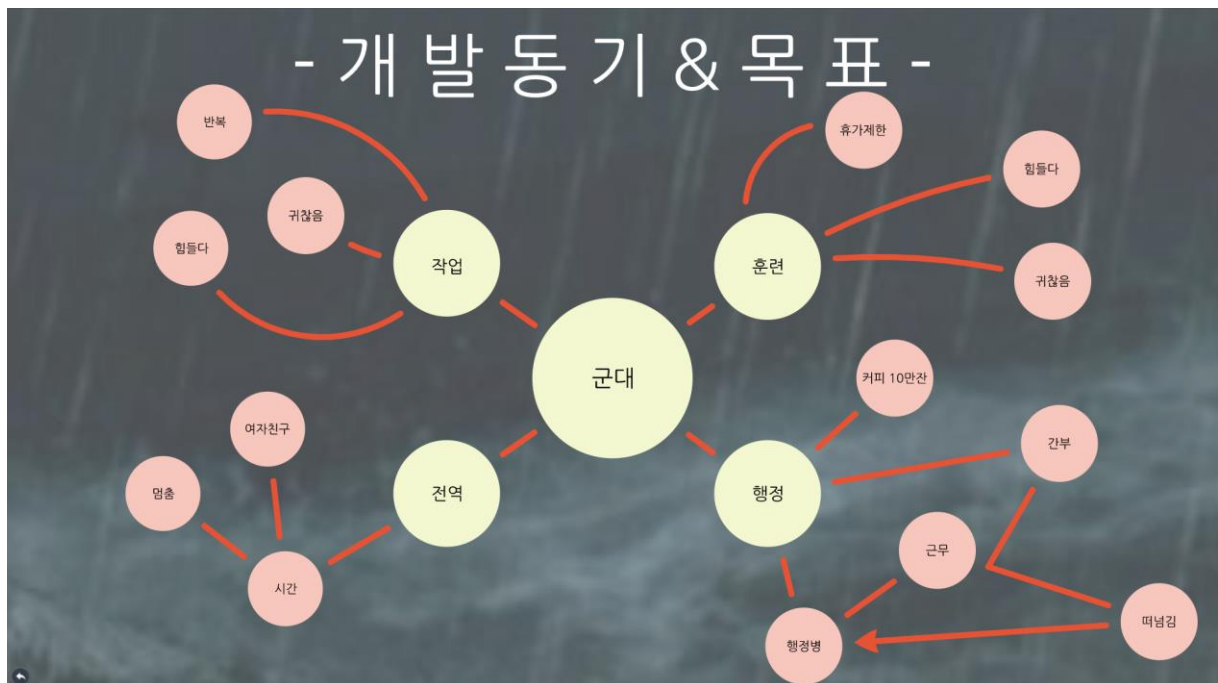 - 개 발 동 기 & 목 표 -
반복
귀찮음
힘들다
작업
휴가제한
힘들다
귀찮음
훈련
군대
여자친구
멈춤
시간
전역
커피 10만잔
간부
행정
근무
행정병
떠넘김